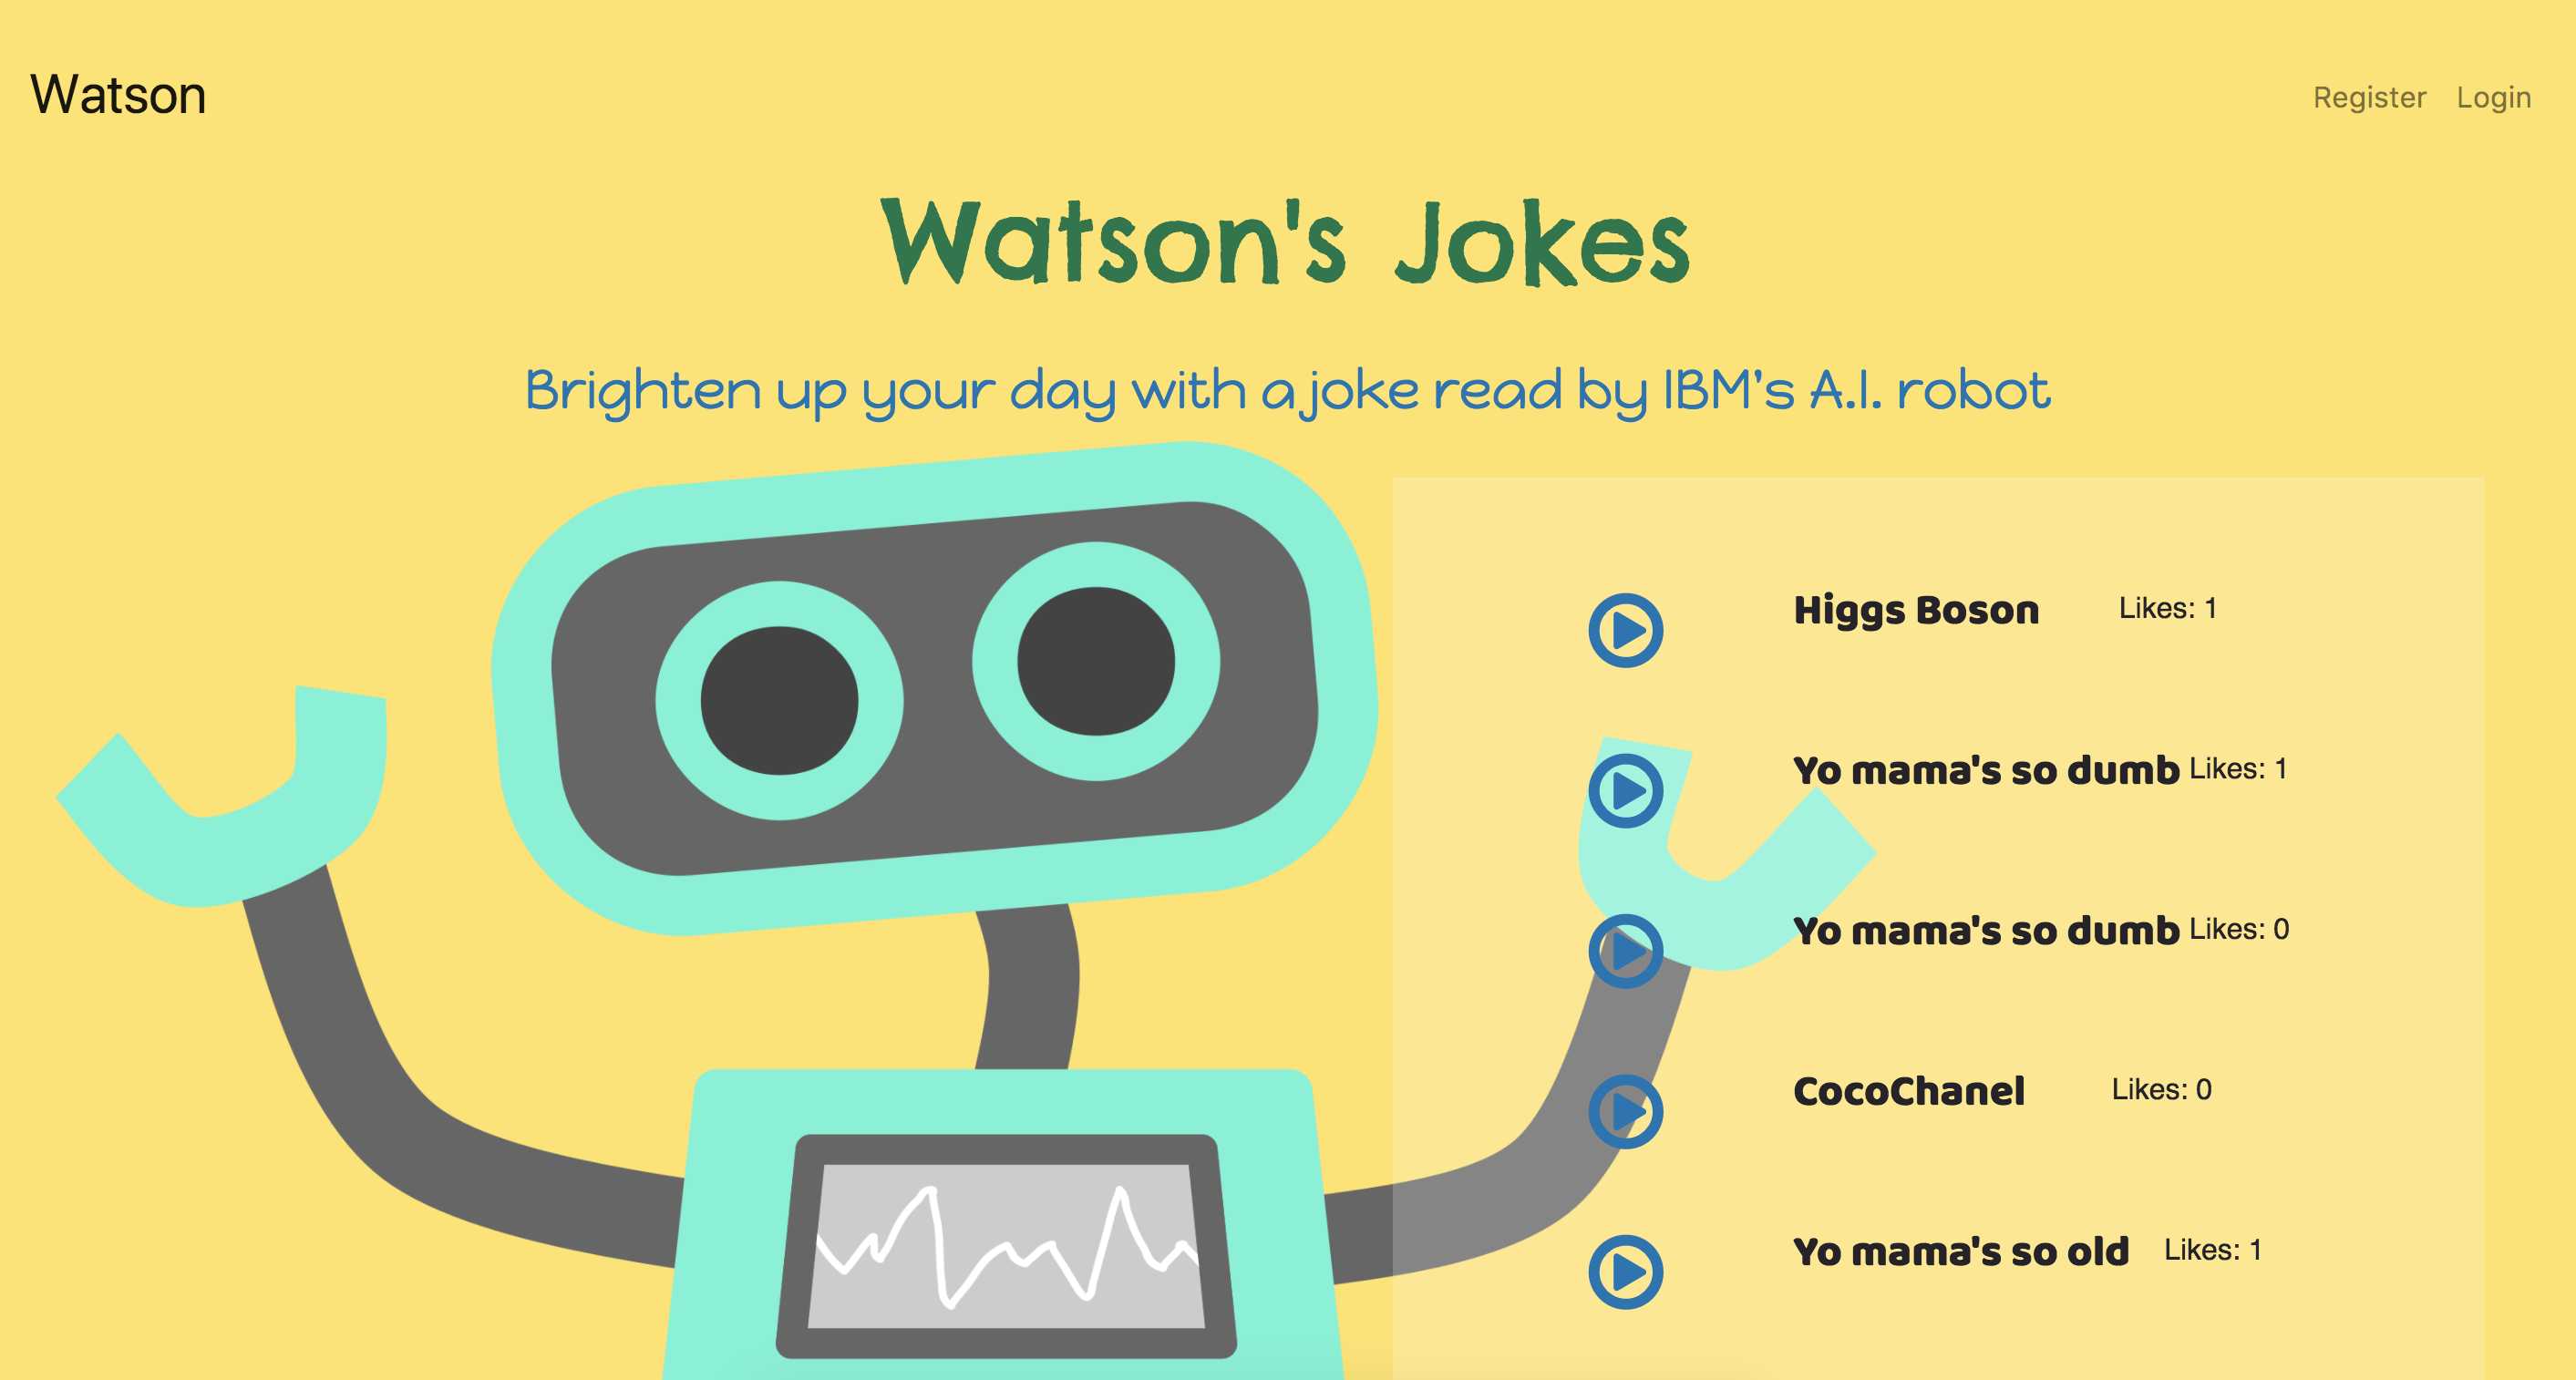 Watson
Register Login
Watson's Jokes
Brighten up your day with a joke read by IBM's A.I. robot
Higgs Boson Likes: 1
Yo mama's so dumb Likes: 1
Yo mama's so dumb Likes: 0
CocoChanel Likes: 0
Yo mama's so old Likes: 1